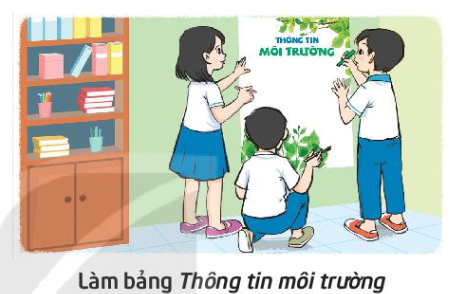 THÔNG TIN
MÔI TRƯỜNG
Làm bảng Thông tin môi trường